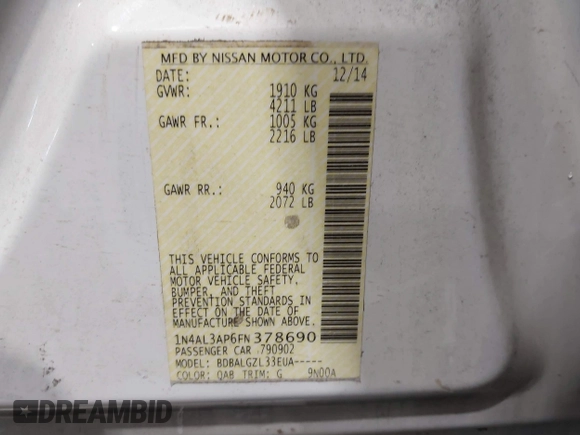 MFD BY NISSAN MOTOR CO., LTD.
DATE: 12/14
GVWR: 1910 KG
4211 LB
GAWR FR.: 1005 KG
2216 LB
GAWR RR.: 940 KG
2072 LB
THIS VEHICLE CONFORMS TO
ALL APPLICABLE FEDERAL
MOTOR VEHICLE SAFETY,
BUMPER, AND THEFT
PREVENTION STANDARDS IN
EFFECT ON THE DATE OF
MANUFACTURE SHOWN ABOVE.
1N4AL3AP6FN378690
PASSENGER CAR 790902
MODEL: BDBALGZL33EUA-----
COLOR: QAB TRIM: G 9N00A
DREAMBID